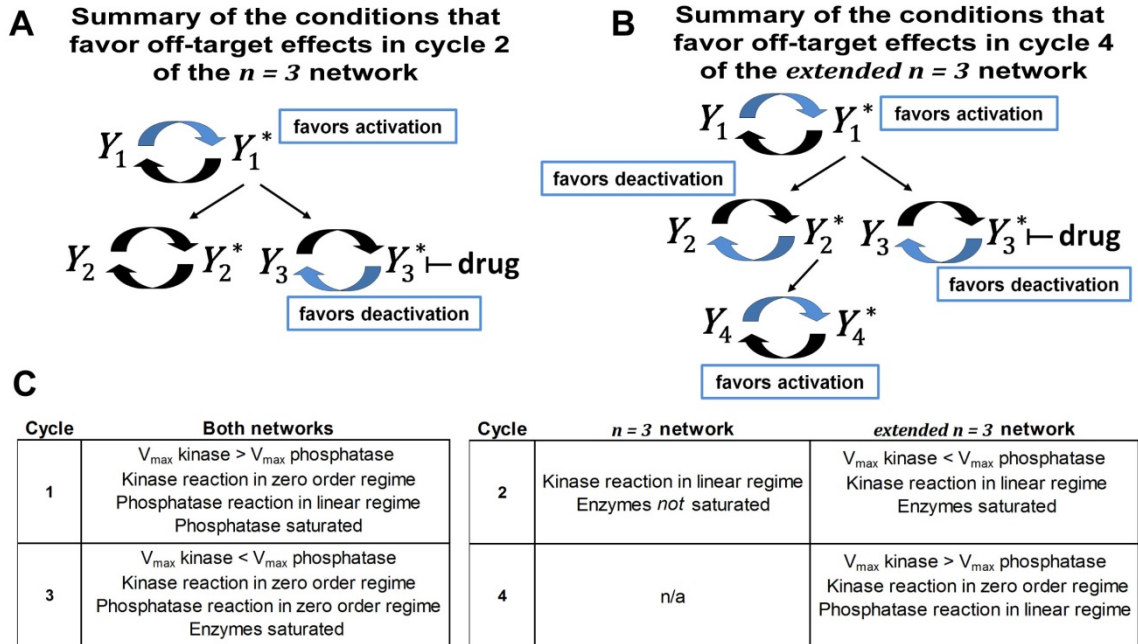 A
Summary of the conditions that
favor off-target effects in cycle 2
of the n = 3 network
Y1
Y1*
favors activation
Y2
Y2*
Y3
Y3*
drug
favors deactivation
B
Summary of the conditions that
favor off-target effects in cycle 4
of the extended n = 3 network
Y1
Y1*
favors activation
favors deactivation
Y2
Y2*
Y3
Y3*
drug
favors deactivation
Y4
Y4*
favors activation
C
Cycle Both networks
1
Vmax kinase > Vmax phosphatase
Kinase reaction in zero order regime
Phosphatase reaction in linear regime
Phosphatase saturated
3
Vmax kinase < Vmax phosphatase
Kinase reaction in zero order regime
Phosphatase reaction in zero order regime
Enzymes saturated
Cycle n = 3 network extended n = 3 network
2
Kinase reaction in linear regime
Enzymes not saturated
Vmax kinase < Vmax phosphatase
Kinase reaction in linear regime
Enzymes saturated
4
n/a
Vmax kinase > Vmax phosphatase
Kinase reaction in zero order regime
Phosphatase reaction in linear regime